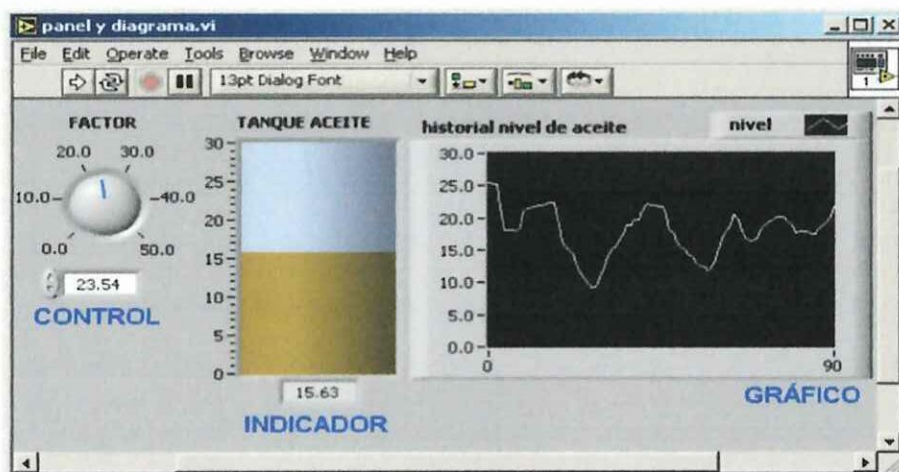 panel y diagrama.vi
File Edit Operate Tools Browse Window Help
13pt Dialog Font
1
FACTOR
20.0 30.0
10.0 40.0
0.0 50.0
23.54
CONTROL
TANQUE ACEITE
30
25
20
15
10
5
0
15.63
INDICADOR
historial nivel de aceite nivel
30.0
25.0
20.0
15.0
10.0
5.0
0.0
0 90
GRÁFICO